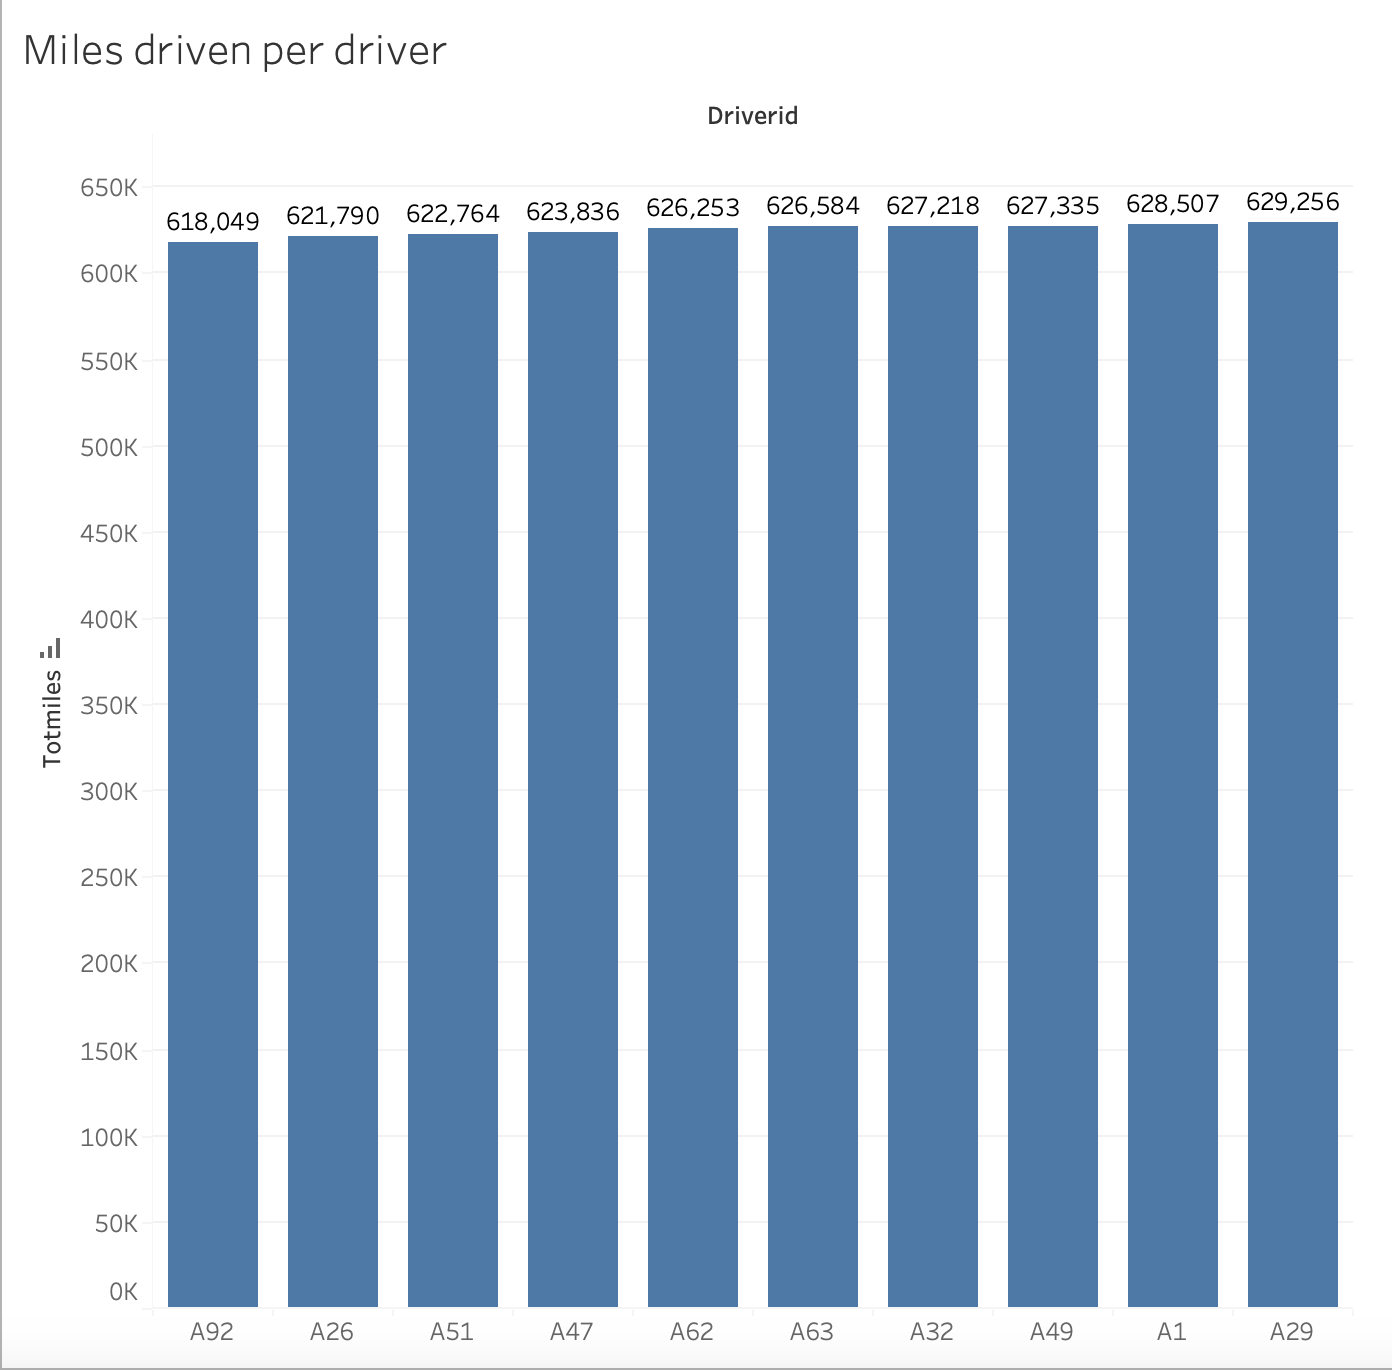 Miles driven per driver
Driverid
Totmiles
650K
600K
550K
500K
450K
400K
350K
300K
250K
200K
150K
100K
50K
0K
618,049
621,790
622,764
623,836
626,253
626,584
627,218
627,335
628,507
629,256
A92
A26
A51
A47
A62
A63
A32
A49
A1
A29